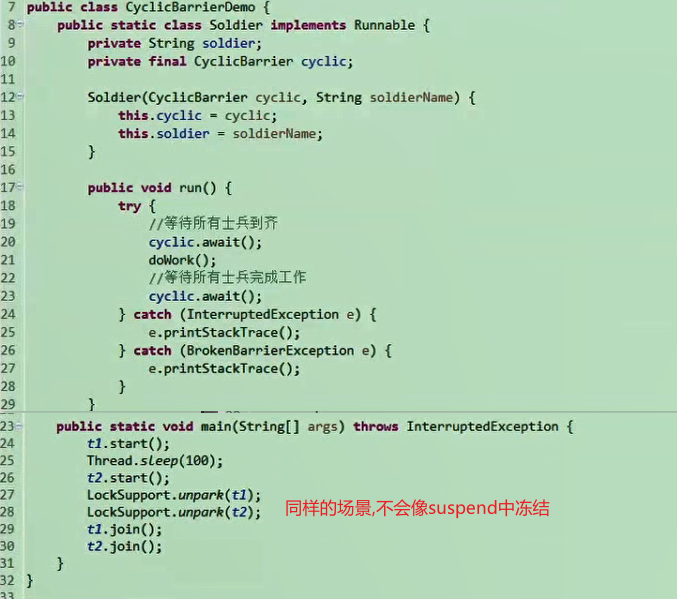 7 public class CyclicBarrierDemo {
8 public static class Soldier implements Runnable {
9 private String soldier;
10 private final CyclicBarrier cyclic;
11
12 Soldier(CyclicBarrier cyclic, String soldierName) {
13 this.cyclic = cyclic;
14 this.soldier = soldierName;
15 }
16
17 public void run() {
18 try {
19 //等待所有士兵到齐
20 cyclic.await();
21 doWork();
22 //等待所有士兵完成工作
23 cyclic.await();
24 } catch (InterruptedException e) {
25 e.printStackTrace();
26 } catch (BrokenBarrierException e) {
27 e.printStackTrace();
28 }
29 }
23 public static void main(String[] args) throws InterruptedException {
24 t1.start();
25 Thread.sleep(100);
26 t2.start();
27 LockSupport.unpark(t1);
28 LockSupport.unpark(t2); 同样的场景,不会像suspend中冻结
29 t1.join();
30 t2.join();
31 }
32 }
33